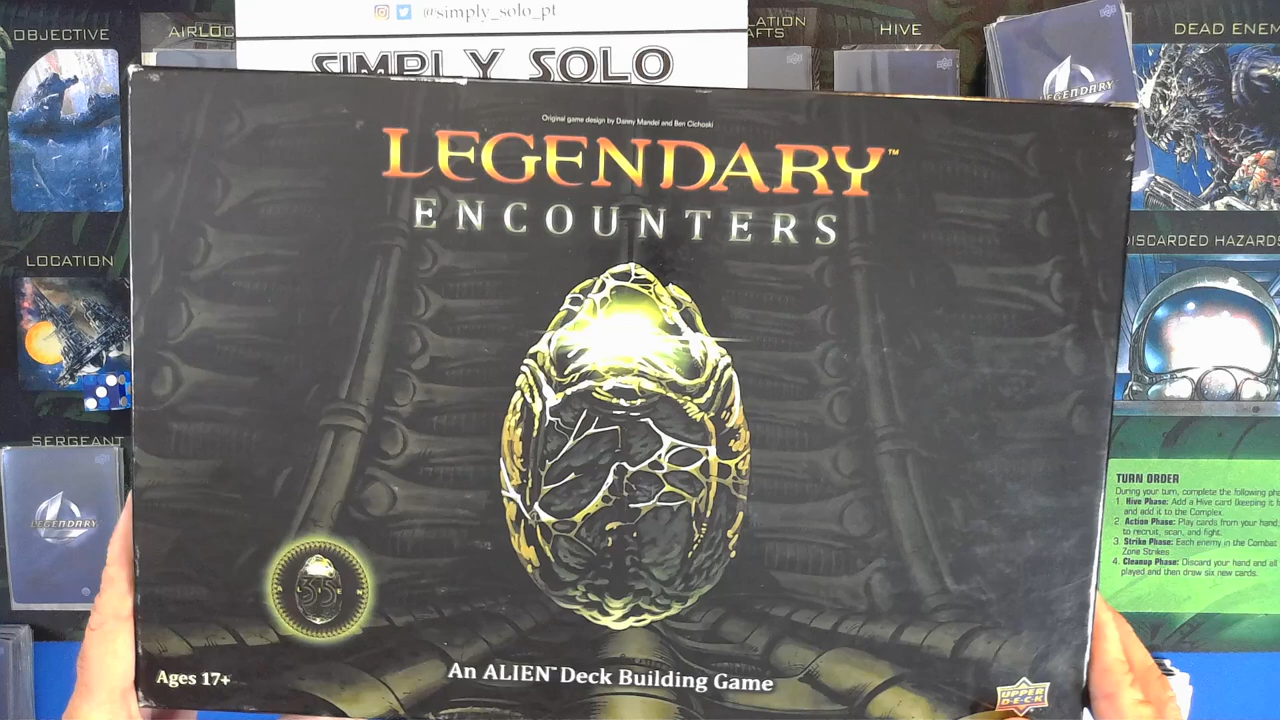 @simply_solo_pt
SIMPLY SOLO
OBJECTIVE
AIRLOC
LATION
AFTS
HIVE
DEAD ENEM
LEGENDARY
Original game design by Danny Mandel and Ben Cichoski
LEGENDARY™
ENCOUNTERS
LOCATION
DISCARDED HAZARDS
SERGEANT
LEGENDARY
35
TURN ORDER
During your turn, complete the following pha
1. Hive Phase: Add a Hive card (keeping it f
and add it to the Complex.
2. Action Phase: Play cards from your hand
to recruit, scan, and fight.
3. Strike Phase: Each enemy in the Combat
Zone Strikes
4. Cleanup Phase: Discard your hand and all
played and then draw six new cards.
Ages 17+
An ALIEN™ Deck Building Game
UPPER
DECK